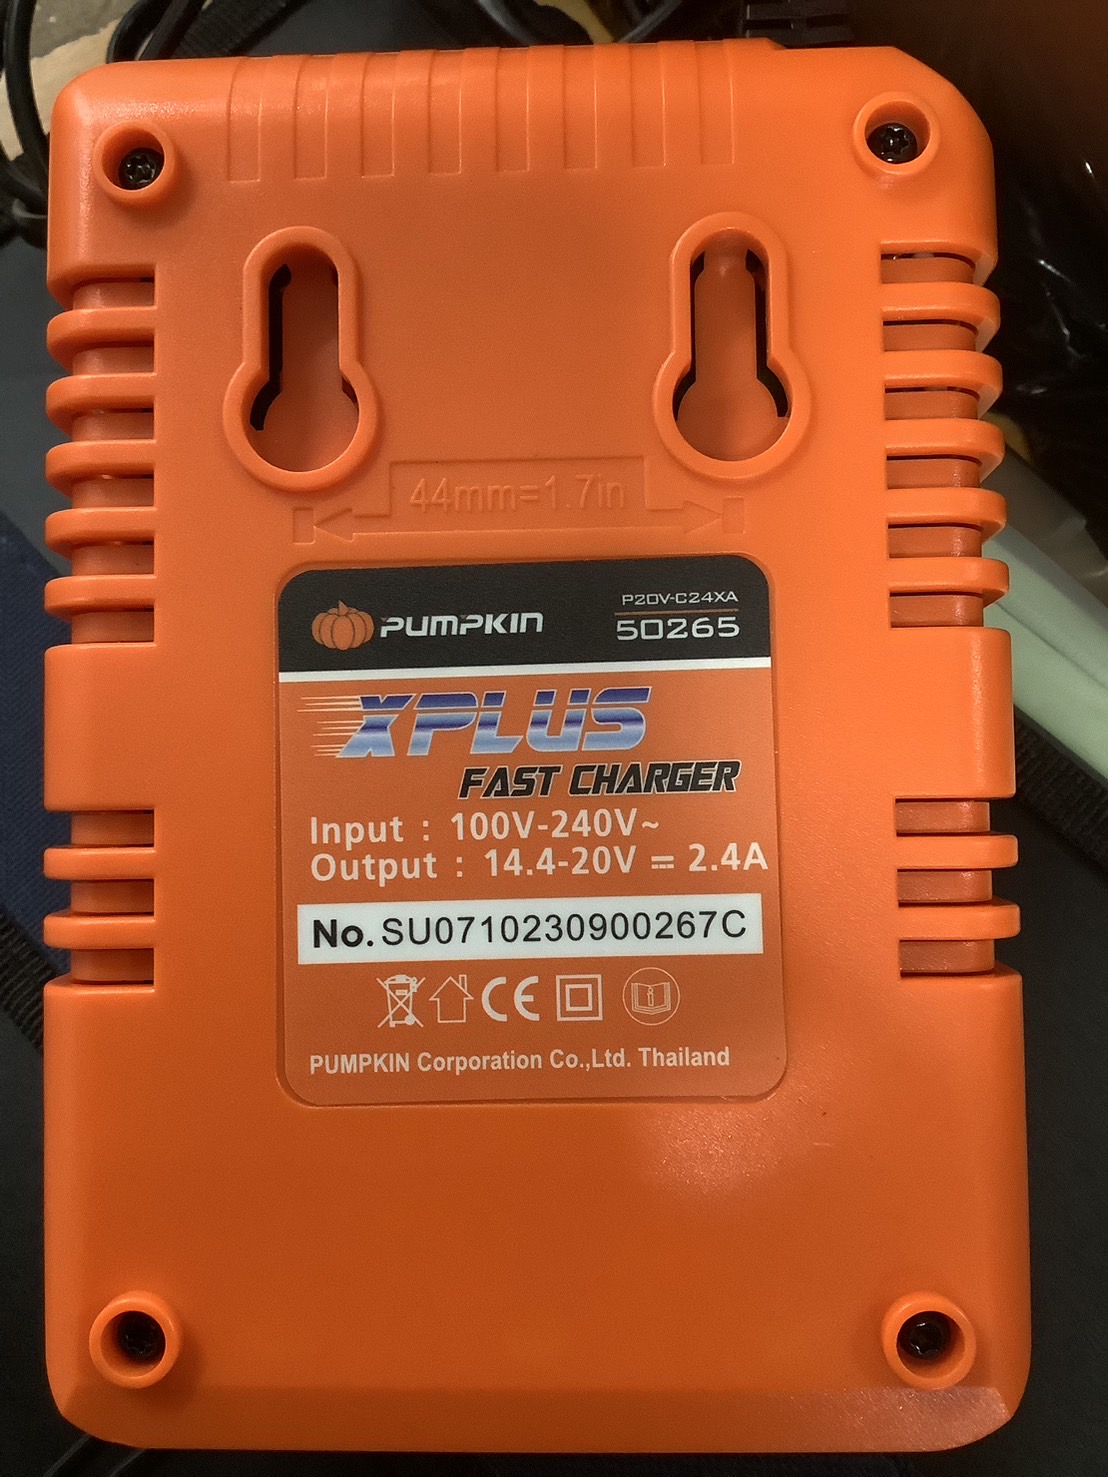 44mm=1.7in
PUMPKIN
P20V-C24XA
50265
XPLUS
FAST CHARGER
Input : 100V-240V~
Output : 14.4-20V ⎓ 2.4A
No. SU0710230900267C
CE
PUMPKIN Corporation Co.,Ltd. Thailand